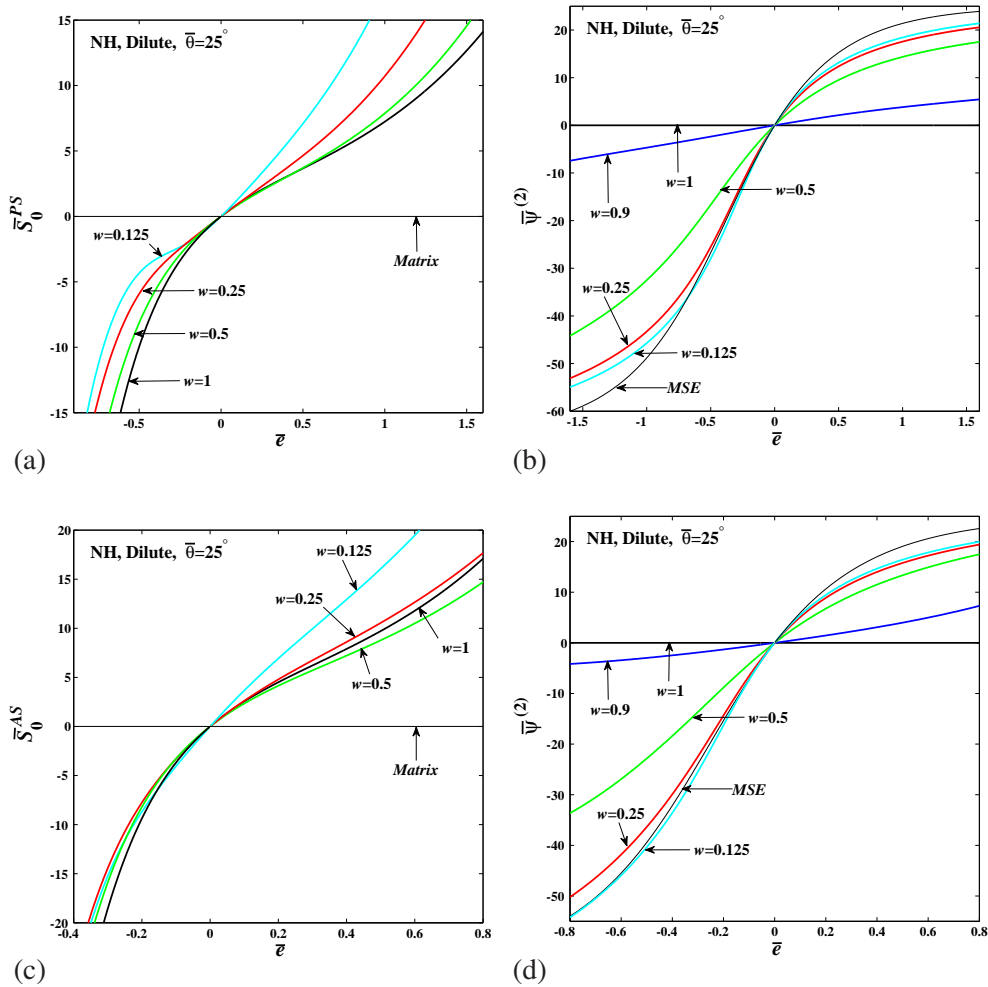 NH, Dilute, θ̅=25°
S̅₀ᴾˢ
15
10
5
0
-5
-10
-15
w=0.125
Matrix
w=0.25
w=0.5
w=1
-0.5
0
0.5
1
1.5
e̅
(a)
NH, Dilute, θ̅=25°
ψ̅⁽²⁾
20
10
0
-10
-20
-30
-40
-50
-60
w=1
w=0.5
w=0.9
w=0.25
w=0.125
MSE
-1.5
-1
-0.5
0
0.5
1
1.5
e̅
(b)
NH, Dilute, θ̅=25°
S̅₀ᴬˢ
20
15
10
5
0
-5
-10
-15
-20
w=0.125
w=0.25
w=1
w=0.5
Matrix
-0.4
-0.2
0
0.2
0.4
0.6
0.8
e̅
(c)
NH, Dilute, θ̅=25°
ψ̅⁽²⁾
20
10
0
-10
-20
-30
-40
-50
w=1
w=0.9
w=0.5
MSE
w=0.25
w=0.125
-0.8
-0.6
-0.4
-0.2
0
0.2
0.4
0.6
0.8
e̅
(d)